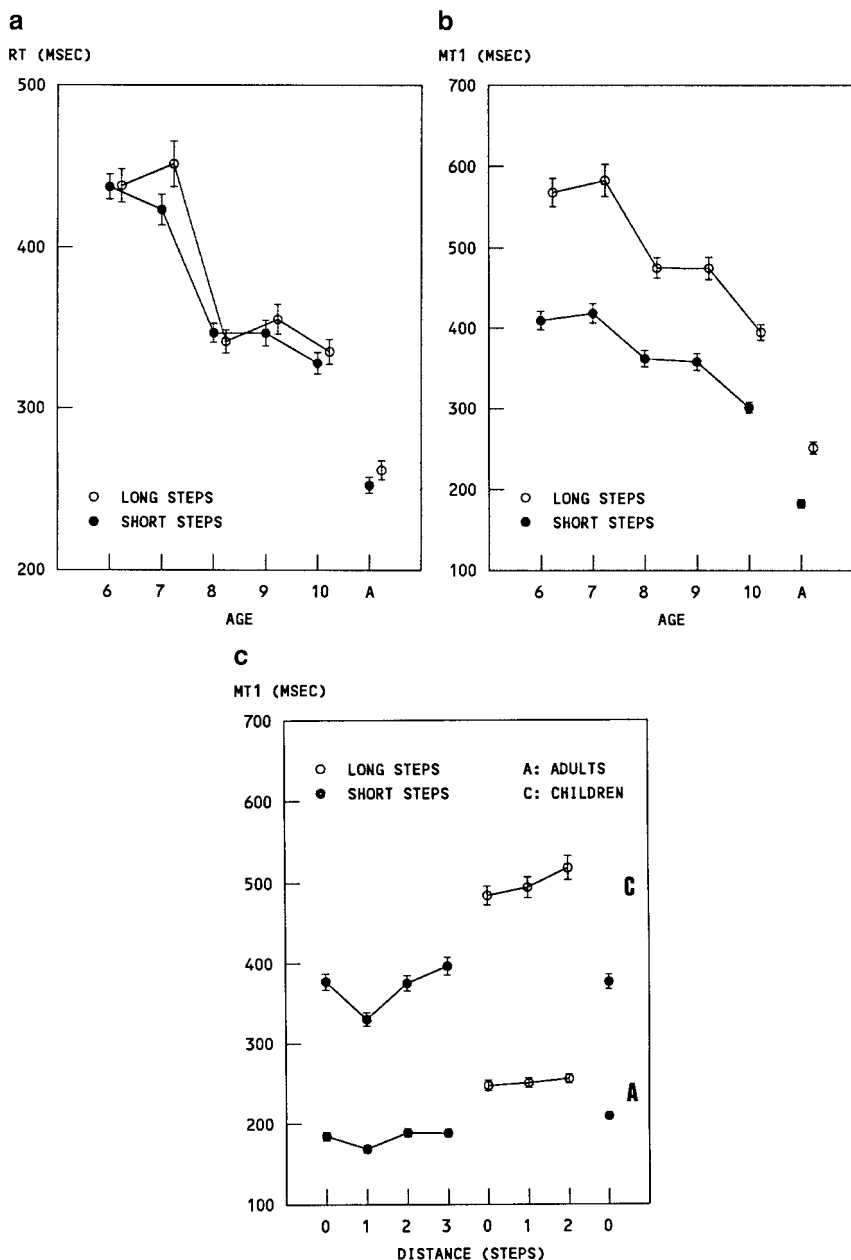 a
RT (MSEC)
500
400
300
200
○ LONG STEPS
● SHORT STEPS
6 7 8 9 10 A
AGE
b
MT1 (MSEC)
700
600
500
400
300
200
100
○ LONG STEPS
● SHORT STEPS
6 7 8 9 10 A
AGE
c
MT1 (MSEC)
700
600
500
400
300
200
100
○ LONG STEPS A: ADULTS
● SHORT STEPS C: CHILDREN
C
A
0 1 2 3 0 1 2 0
DISTANCE (STEPS)